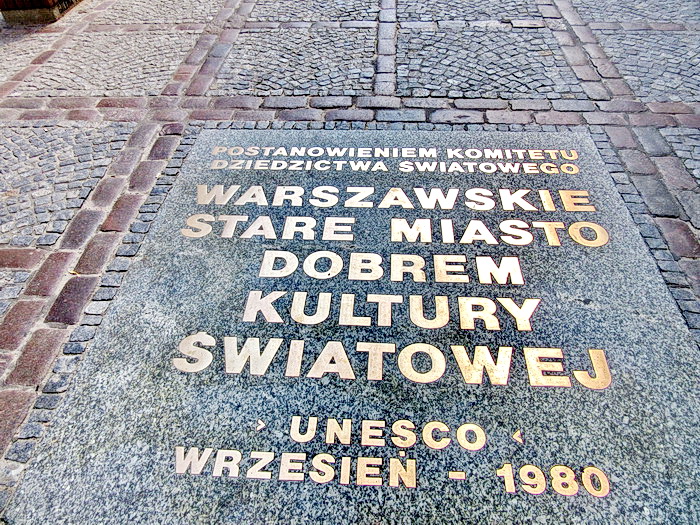 POSTANOWIENIEM KOMITETU
DZIEDZICTWA ŚWIATOWEGO
WARSZAWSKIE
STARE MIASTO
DOBREM
KULTURY
ŚWIATOWEJ
> UNESCO <
WRZESIEŃ - 1980